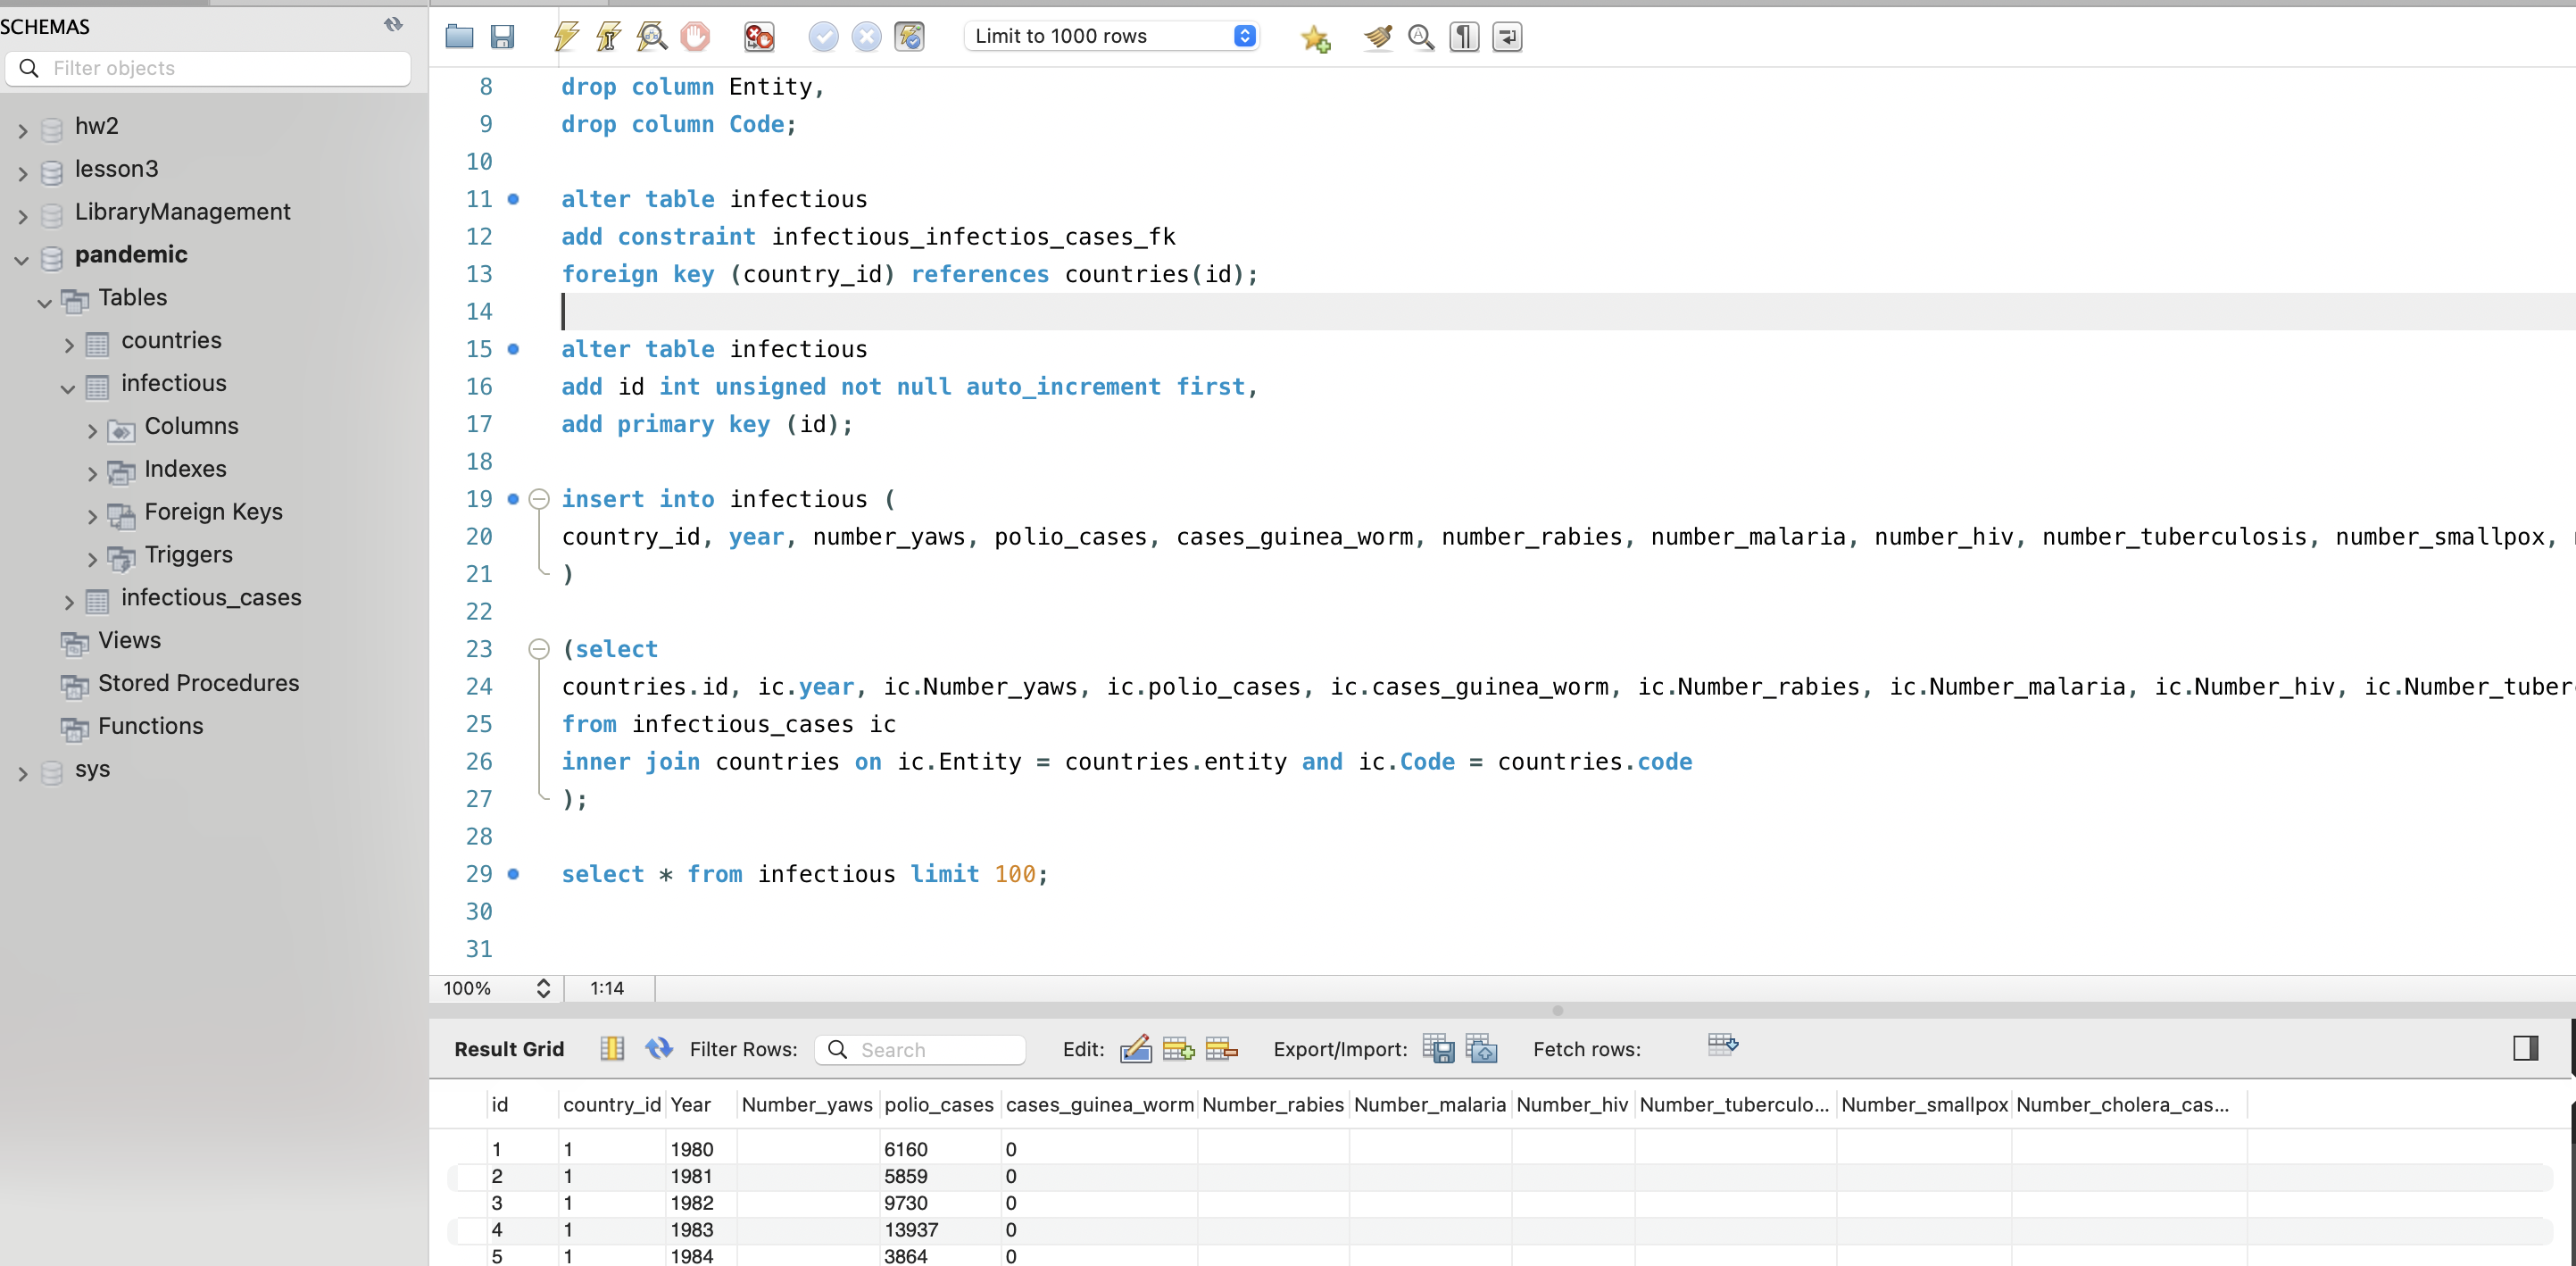 SCHEMAS
Filter objects
hw2
lesson3
LibraryManagement
pandemic
Tables
countries
infectious
Columns
Indexes
Foreign Keys
Triggers
infectious_cases
Views
Stored Procedures
Functions
sys
Limit to 1000 rows
8 drop column Entity,
9 drop column Code;
10
11 alter table infectious
12 add constraint infectious_infectios_cases_fk
13 foreign key (country_id) references countries(id);
14
15 alter table infectious
16 add id int unsigned not null auto_increment first,
17 add primary key (id);
18
19 insert into infectious (
20 country_id, year, number_yaws, polio_cases, cases_guinea_worm, number_rabies, number_malaria, number_hiv, number_tuberculosis, number_smallpox,
21 )
22
23 (select
24 countries.id, ic.year, ic.Number_yaws, ic.polio_cases, ic.cases_guinea_worm, ic.Number_rabies, ic.Number_malaria, ic.Number_hiv, ic.Number_tuber
25 from infectious_cases ic
26 inner join countries on ic.Entity = countries.entity and ic.Code = countries.code
27 );
28
29 select * from infectious limit 100;
30
31
100% 1:14
Result Grid Filter Rows: Search Edit: Export/Import: Fetch rows:
id country_id Year Number_yaws polio_cases cases_guinea_worm Number_rabies Number_malaria Number_hiv Number_tuberculo... Number_smallpox Number_cholera_cas...
1 1 1980 6160 0
2 1 1981 5859 0
3 1 1982 9730 0
4 1 1983 13937 0
5 1 1984 3864 0